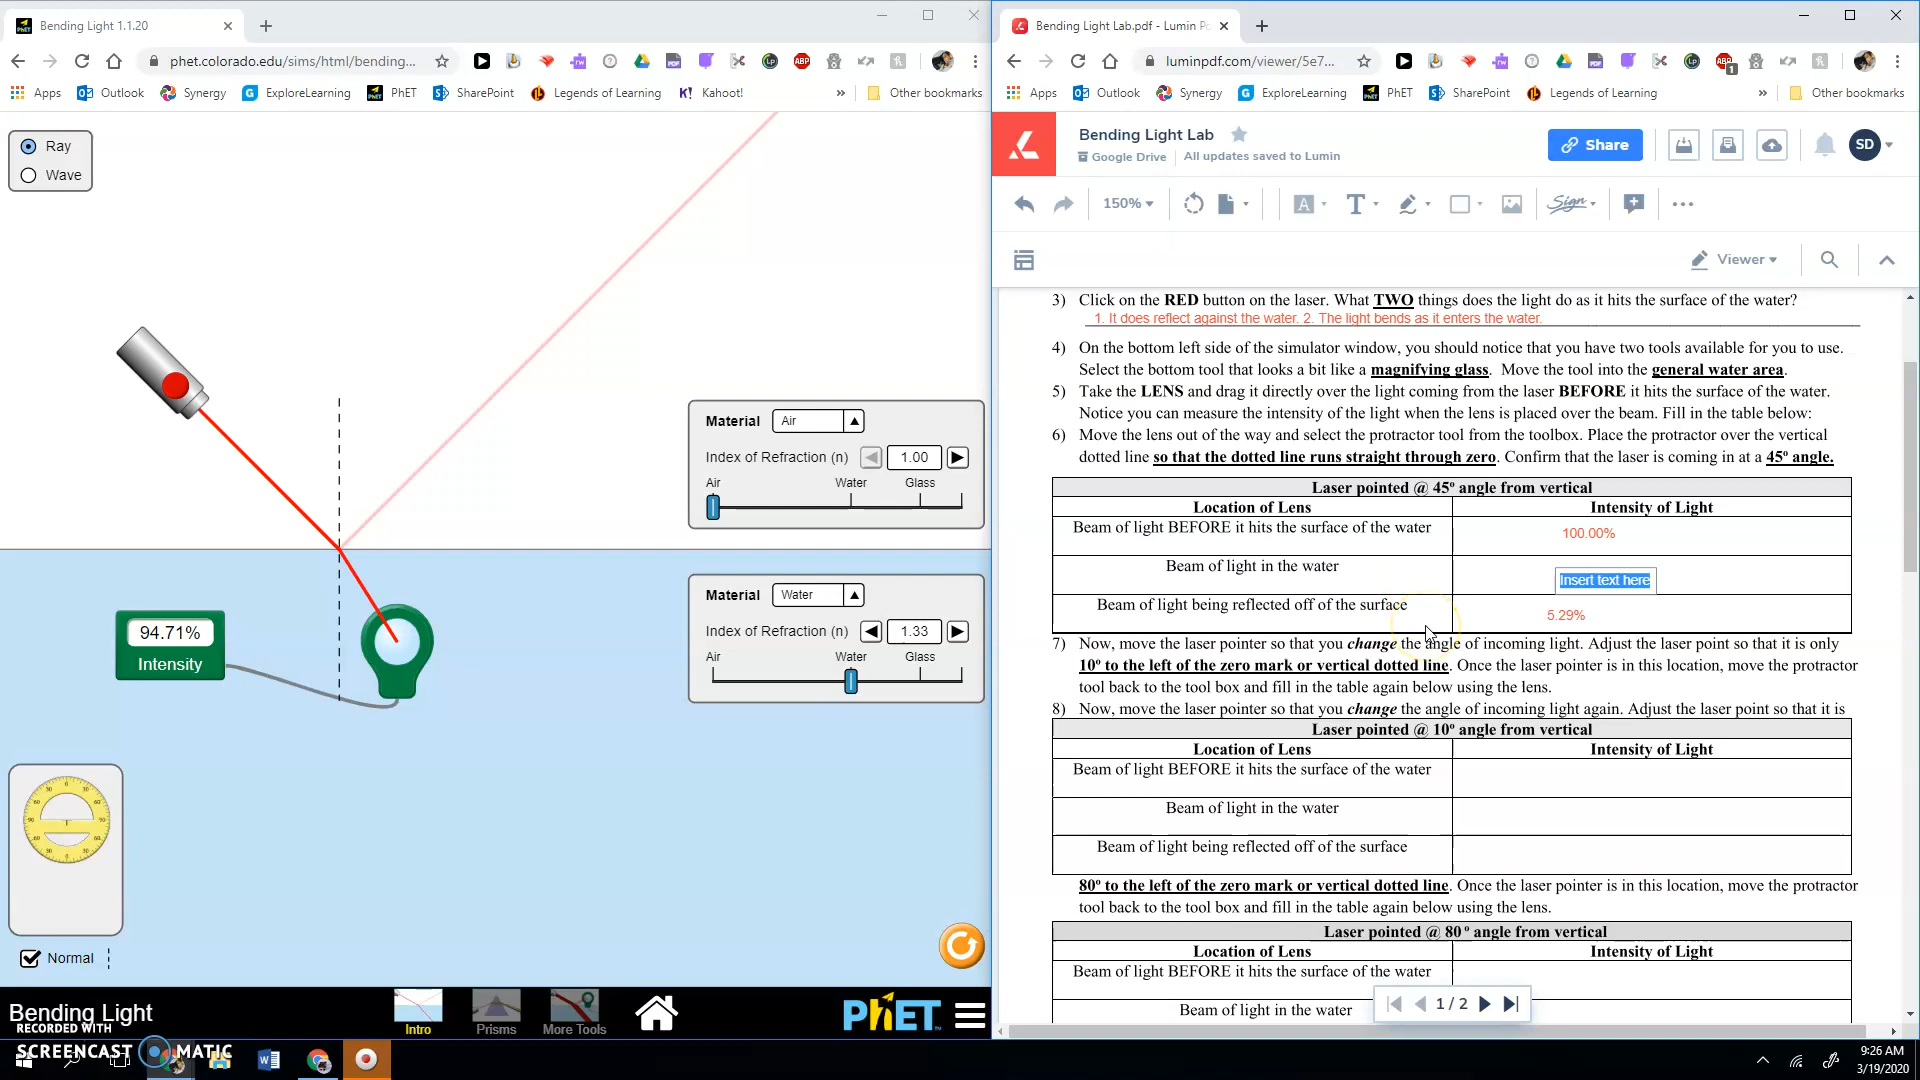 Bending Light 1.1.20
phet.colorado.edu/sims/html/bending...
Apps Outlook Synergy ExploreLearning PhET SharePoint Legends of Learning Kahoot! » Other bookmarks
Ray
Wave
Material Air
Index of Refraction (n) 1.00
Air Water Glass
Material Water
Index of Refraction (n) 1.33
Air Water Glass
94.71%
Intensity
Normal
Bending Light
Intro
Prisms
More Tools
PhET
RECORDED WITH
SCREENCAST MATIC
Bending Light Lab.pdf - Lumin
luminpdf.com/viewer/5e7...
Apps Outlook Synergy ExploreLearning PhET SharePoint Legends of Learning » Other bookmarks
Bending Light Lab
Google Drive All updates saved to Lumin
Share
SD
150%
A T Sign
Viewer
3) Click on the RED button on the laser. What TWO things does the light do as it hits the surface of the water?
1. It does reflect against the water. 2. The light bends as it enters the water.
4) On the bottom left side of the simulator window, you should notice that you have two tools available for you to use.
Select the bottom tool that looks a bit like a magnifying glass. Move the tool into the general water area.
5) Take the LENS and drag it directly over the light coming from the laser BEFORE it hits the surface of the water.
Notice you can measure the intensity of the light when the lens is placed over the beam. Fill in the table below:
6) Move the lens out of the way and select the protractor tool from the toolbox. Place the protractor over the vertical
dotted line so that the dotted line runs straight through zero. Confirm that the laser is coming in at a 45º angle.
Laser pointed @ 45º angle from vertical
Location of Lens Intensity of Light
Beam of light BEFORE it hits the surface of the water 100.00%
Beam of light in the water Insert text here
Beam of light being reflected off of the surface 5.29%
7) Now, move the laser pointer so that you change the angle of incoming light. Adjust the laser point so that it is only
10º to the left of the zero mark or vertical dotted line. Once the laser pointer is in this location, move the protractor
tool back to the tool box and fill in the table again below using the lens.
8) Now, move the laser pointer so that you change the angle of incoming light again. Adjust the laser point so that it is
Laser pointed @ 10º angle from vertical
Location of Lens Intensity of Light
Beam of light BEFORE it hits the surface of the water
Beam of light in the water
Beam of light being reflected off of the surface
80º to the left of the zero mark or vertical dotted line. Once the laser pointer is in this location, move the protractor
tool back to the tool box and fill in the table again below using the lens.
Laser pointed @ 80º angle from vertical
Location of Lens Intensity of Light
Beam of light BEFORE it hits the surface of the water
Beam of light in the water
1 / 2
9:26 AM
3/19/2020